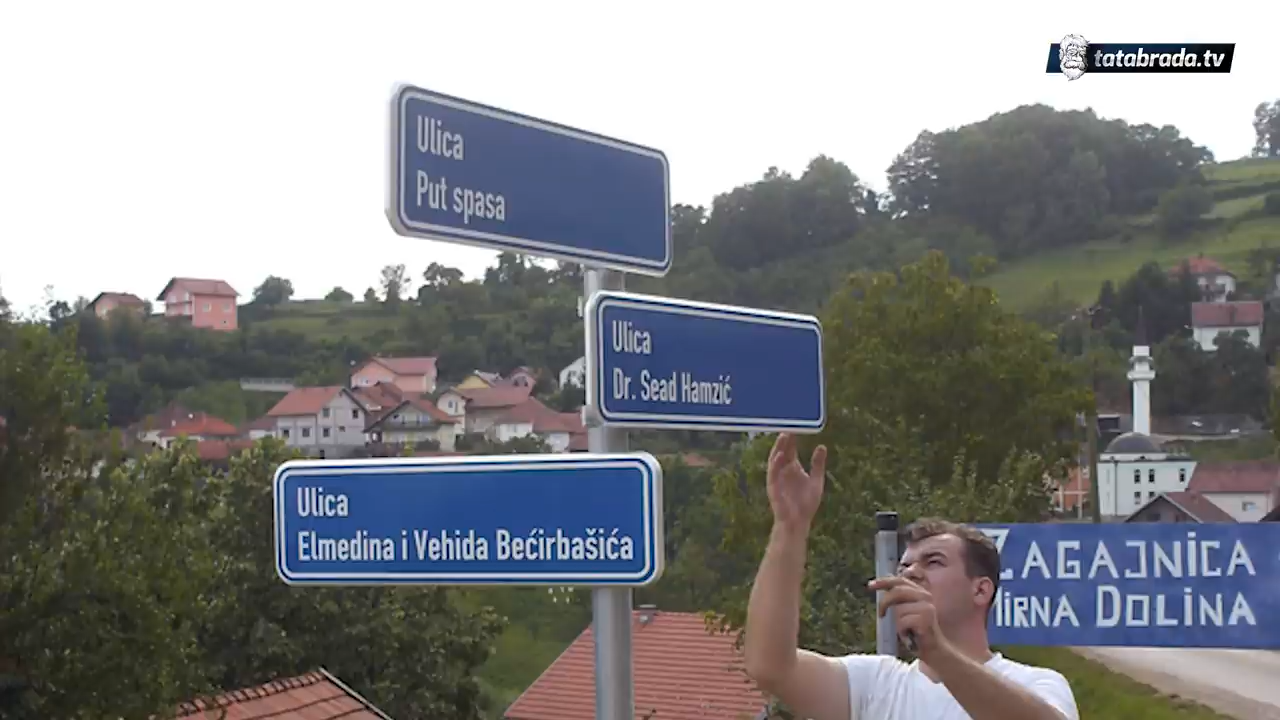 tatabrada.tv
Ulica
Put spasa
Ulica
Dr. Sead Hamzić
Ulica
Elmedina i Vehida Bećirbašića
ZAGAJNICA
MIRNA DOLINA